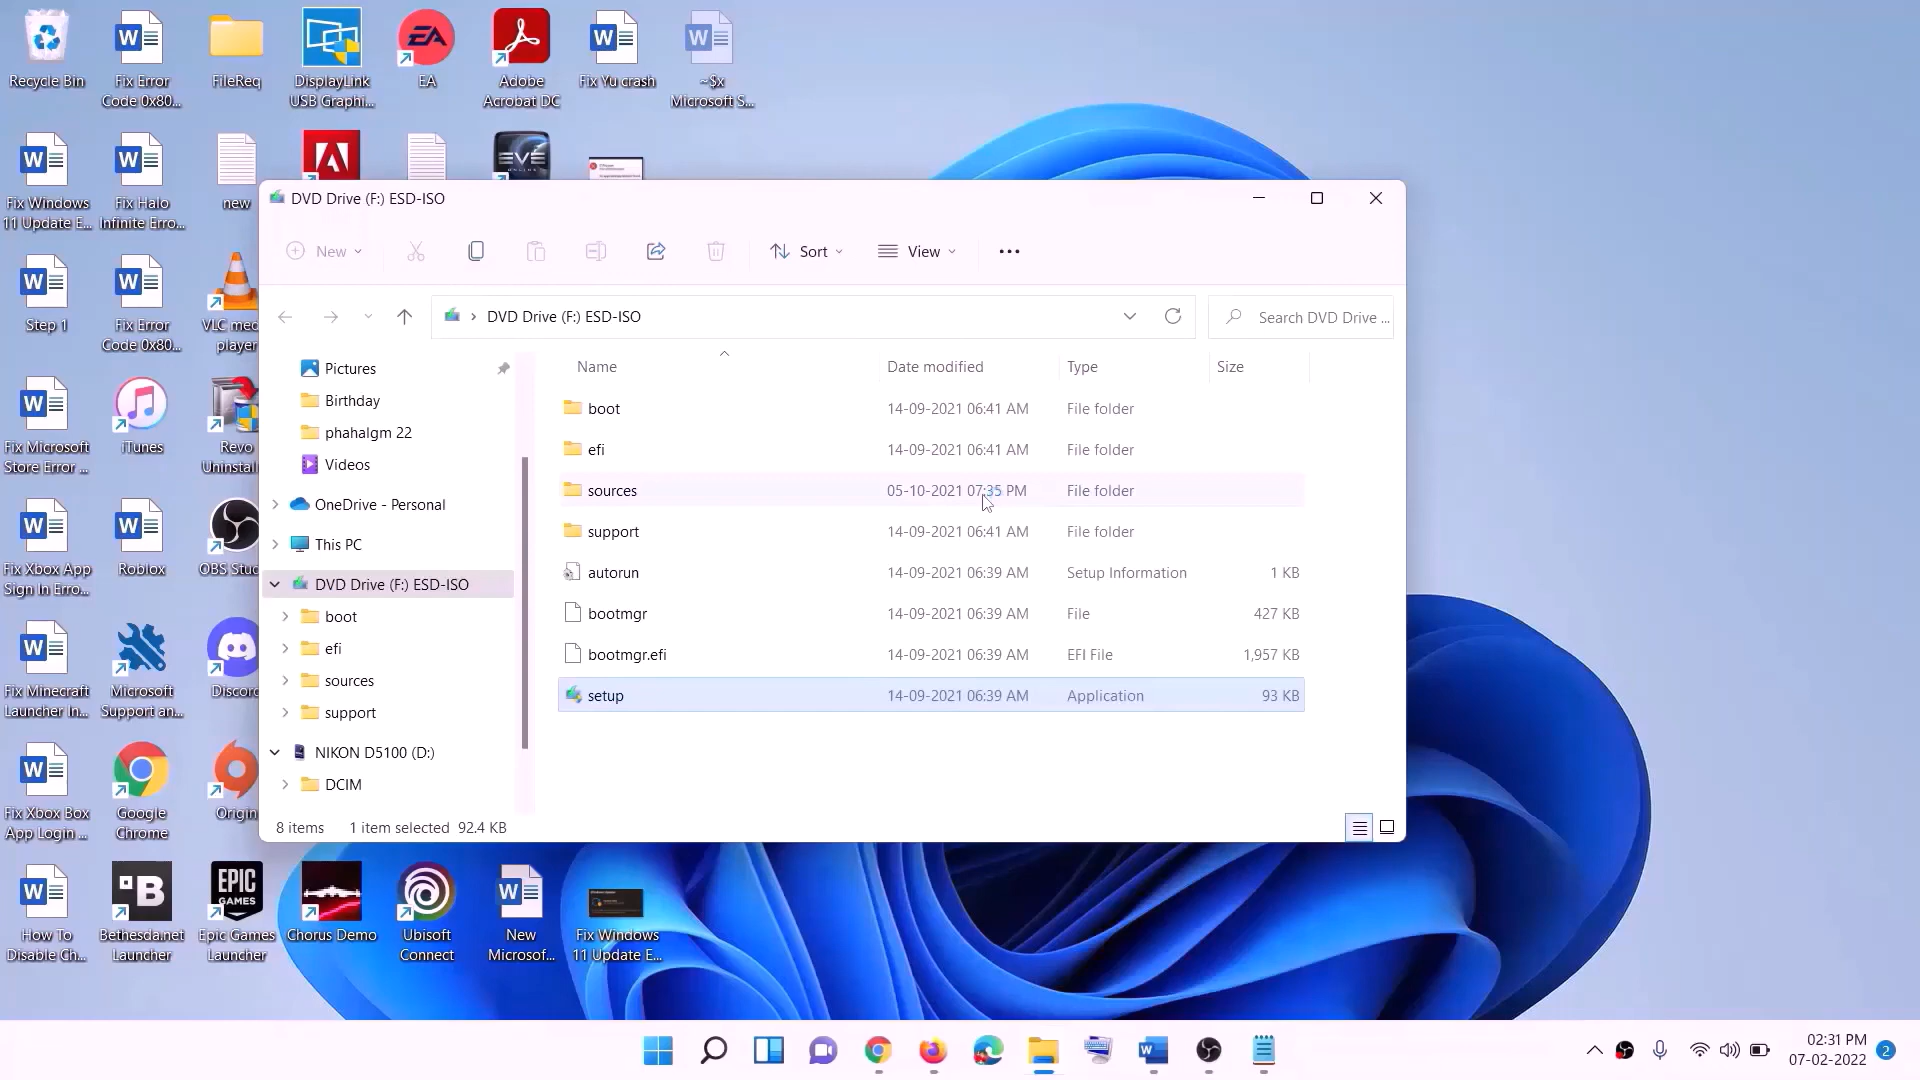 Recycle Bin
Fix Error
Code 0x80...
FileReq
DisplayLink
USB Graphi...
EA
Adobe
Acrobat DC
Fix Yu crash
~$x
Microsoft S...
Fix Windows
11 Update E...
Fix Halo
Infinite Erro...
new
EVE
ONLINE
Step 1
Fix Error
Code 0x80...
VLC med
player
Fix Microsoft
Store Error ...
iTunes
Revo
Uninstall
Fix Xbox App
Sign In Erro...
Roblox
OBS Stud
Fix Minecraft
Launcher In...
Microsoft
Support an...
Discord
Fix Xbox Box
App Login ...
Google
Chrome
Origin
How To
Disable Ch...
Bethesda.net
Launcher
EPIC
GAMES
Epic Games
Launcher
Chorus Demo
Ubisoft
Connect
New
Microsof...
Fix Windows
11 Update E...
DVD Drive (F:) ESD-ISO
New
Sort
View
DVD Drive (F:) ESD-ISO
Search DVD Drive ...
Pictures
Birthday
phahalgm 22
Videos
OneDrive - Personal
This PC
DVD Drive (F:) ESD-ISO
boot
efi
sources
support
NIKON D5100 (D:)
DCIM
Name Date modified Type Size
boot 14-09-2021 06:41 AM File folder
efi 14-09-2021 06:41 AM File folder
sources 05-10-2021 07:35 PM File folder
support 14-09-2021 06:41 AM File folder
autorun 14-09-2021 06:39 AM Setup Information 1 KB
bootmgr 14-09-2021 06:39 AM File 427 KB
bootmgr.efi 14-09-2021 06:39 AM EFI File 1,957 KB
setup 14-09-2021 06:39 AM Application 93 KB
8 items 1 item selected 92.4 KB
02:31 PM
07-02-2022
2